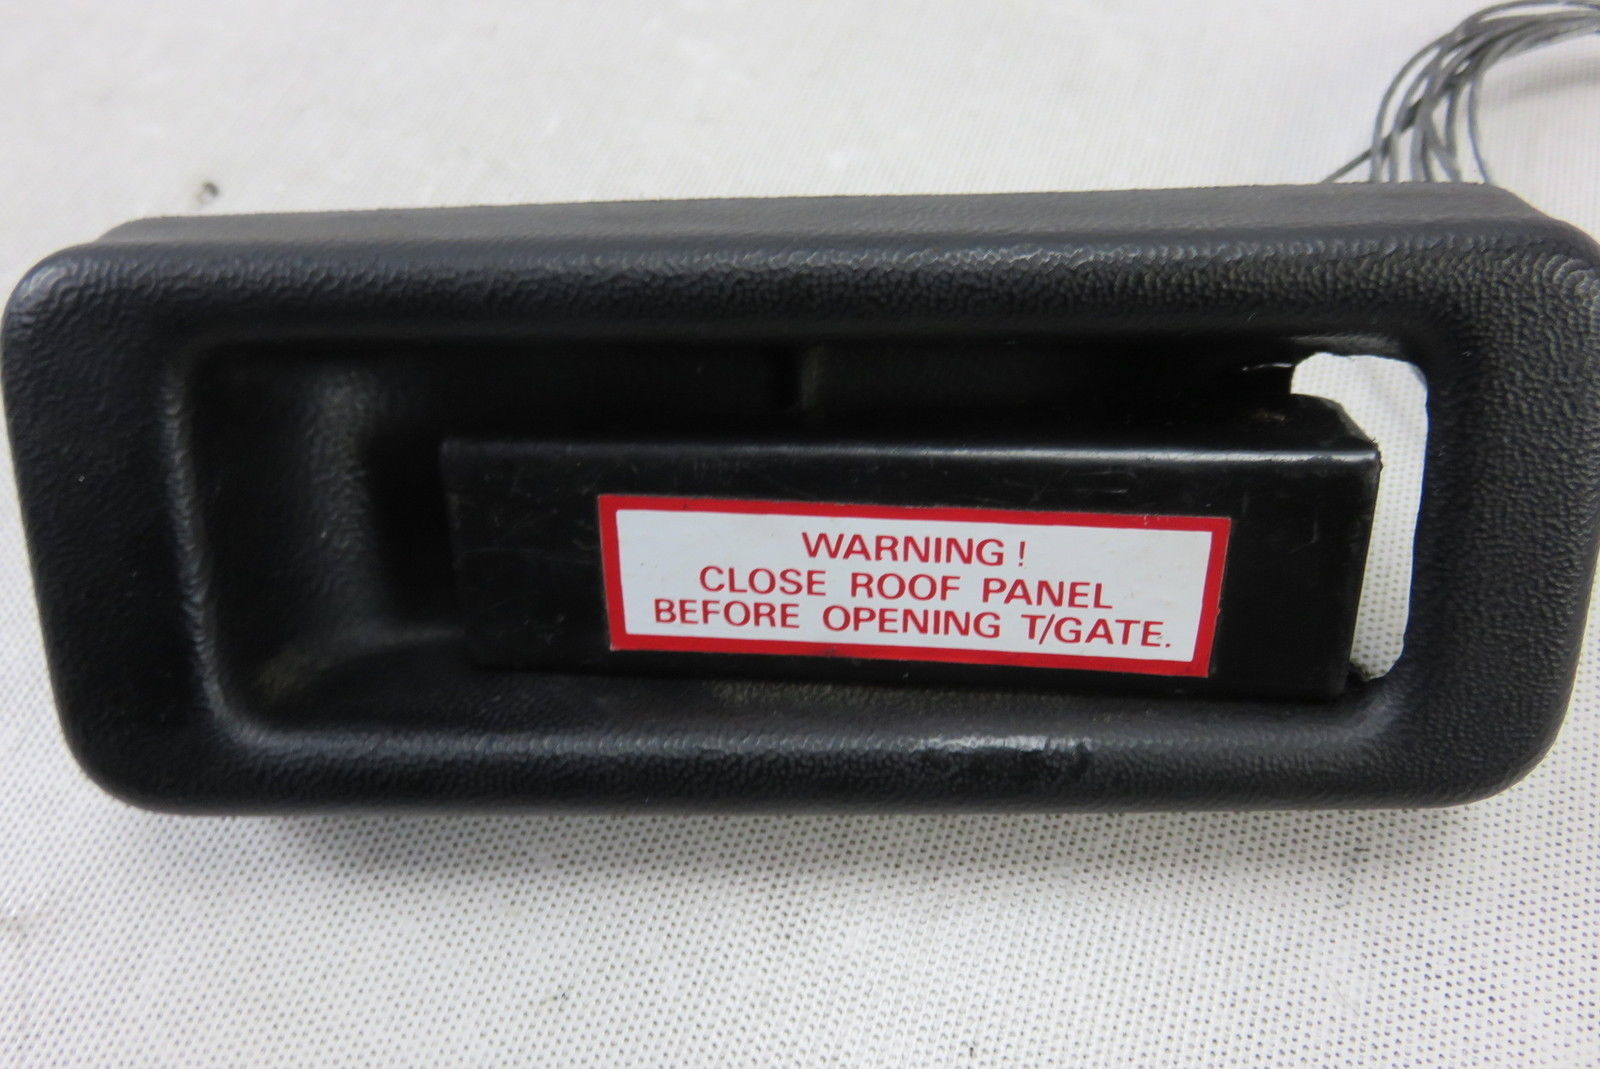 WARNING !
CLOSE ROOF PANEL
BEFORE OPENING T/GATE.